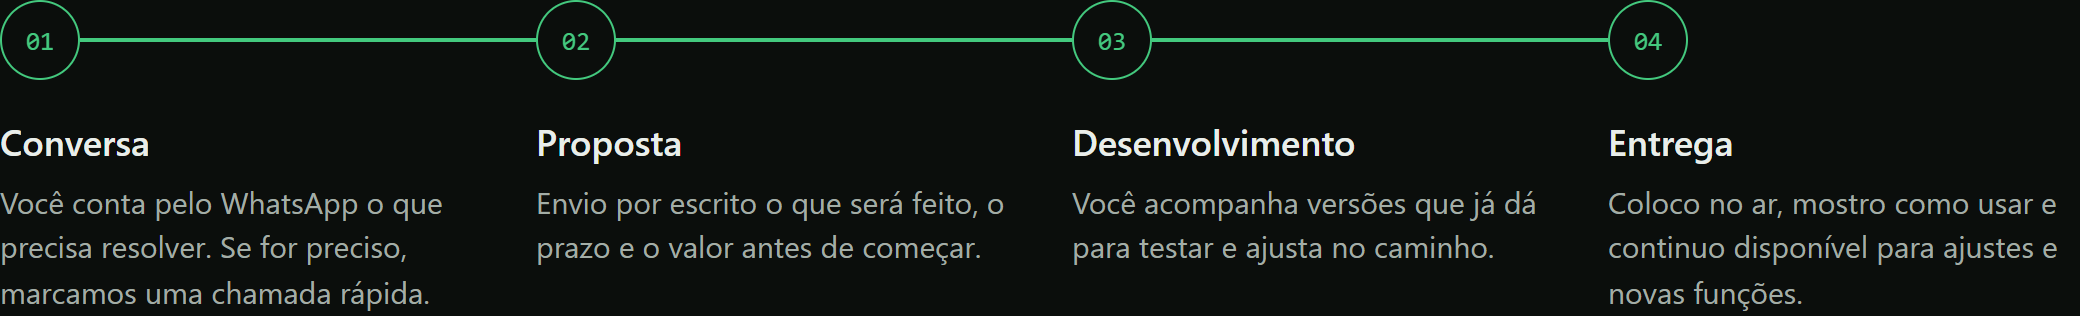 01
02
03
04
Conversa
Você conta pelo WhatsApp o que
precisa resolver. Se for preciso,
marcamos uma chamada rápida.
Proposta
Envio por escrito o que será feito, o
prazo e o valor antes de começar.
Desenvolvimento
Você acompanha versões que já dá
para testar e ajusta no caminho.
Entrega
Coloco no ar, mostro como usar e
continuo disponível para ajustes e
novas funções.